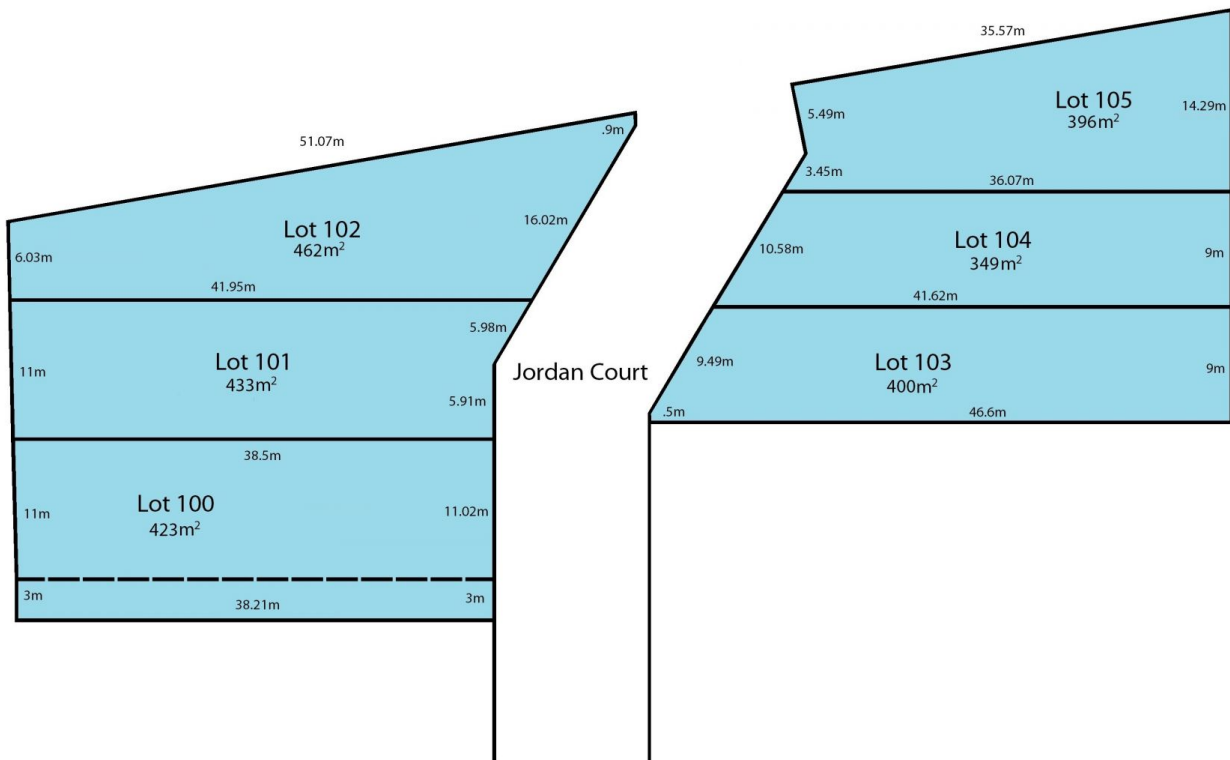 35.57m
Lot 105
396m²
5.49m
14.29m
3.45m
36.07m
51.07m
.9m
Lot 102
462m²
16.02m
6.03m
41.95m
Lot 104
349m²
10.58m
9m
41.62m
5.98m
Lot 101
433m²
11m
5.91m
38.5m
Jordan Court
9.49m
Lot 103
400m²
9m
.5m
46.6m
Lot 100
423m²
11m
11.02m
3m
38.21m
3m